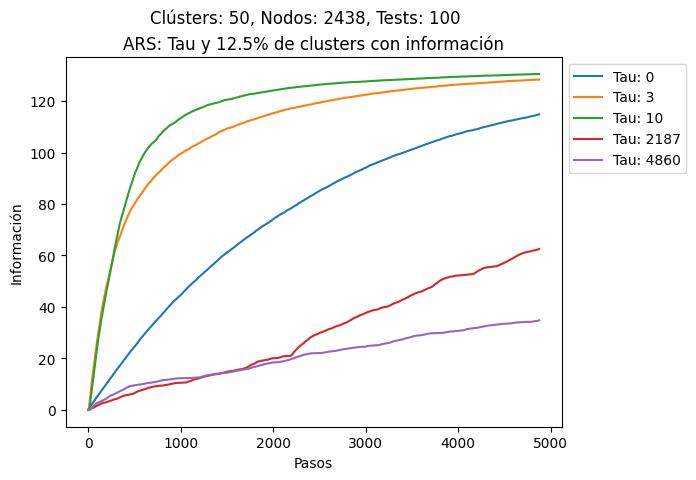 Clústers: 50, Nodos: 2438, Tests: 100
ARS: Tau y 12.5% de clusters con información
Tau: 0
Tau: 3
Tau: 10
Tau: 2187
Tau: 4860
Información
120
100
80
60
40
20
0
0 1000 2000 3000 4000 5000
Pasos